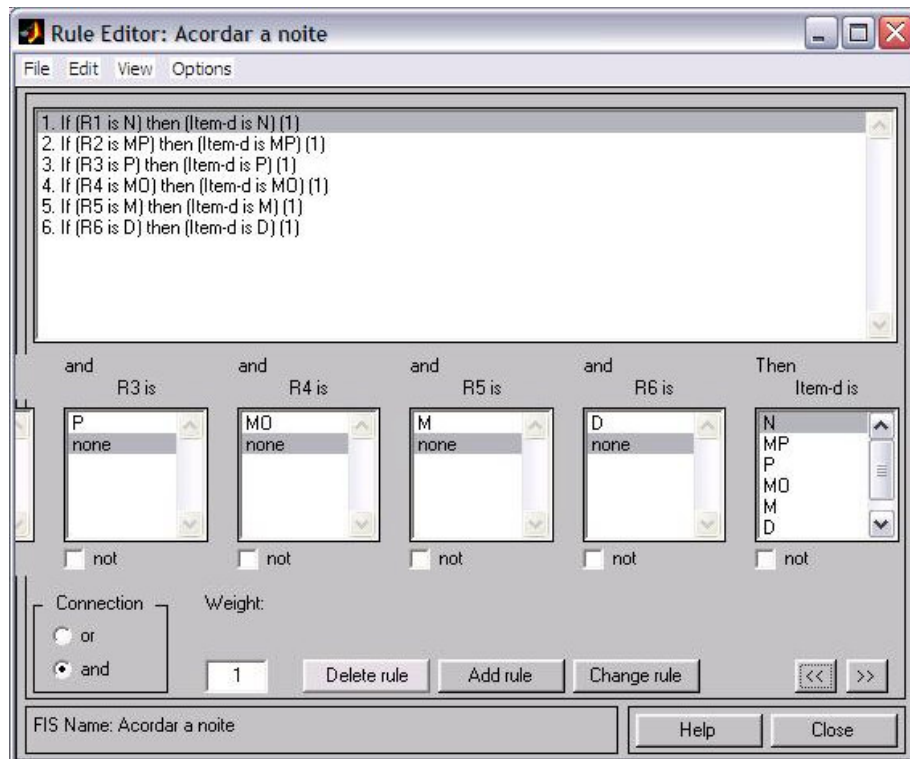 Rule Editor: Acordar a noite
File Edit View Options
1. If (R1 is N) then (Item-d is N) (1)
2. If (R2 is MP) then (Item-d is MP) (1)
3. If (R3 is P) then (Item-d is P) (1)
4. If (R4 is MO) then (Item-d is MO) (1)
5. If (R5 is M) then (Item-d is M) (1)
6. If (R6 is D) then (Item-d is D) (1)
and and and and Then
R3 is R4 is R5 is R6 is Item-d is
P MO M D N
none none none none MP
P
MO
M
D
not not not not not
Connection Weight:
or
and 1 Delete rule Add rule Change rule << >>
FIS Name: Acordar a noite Help Close